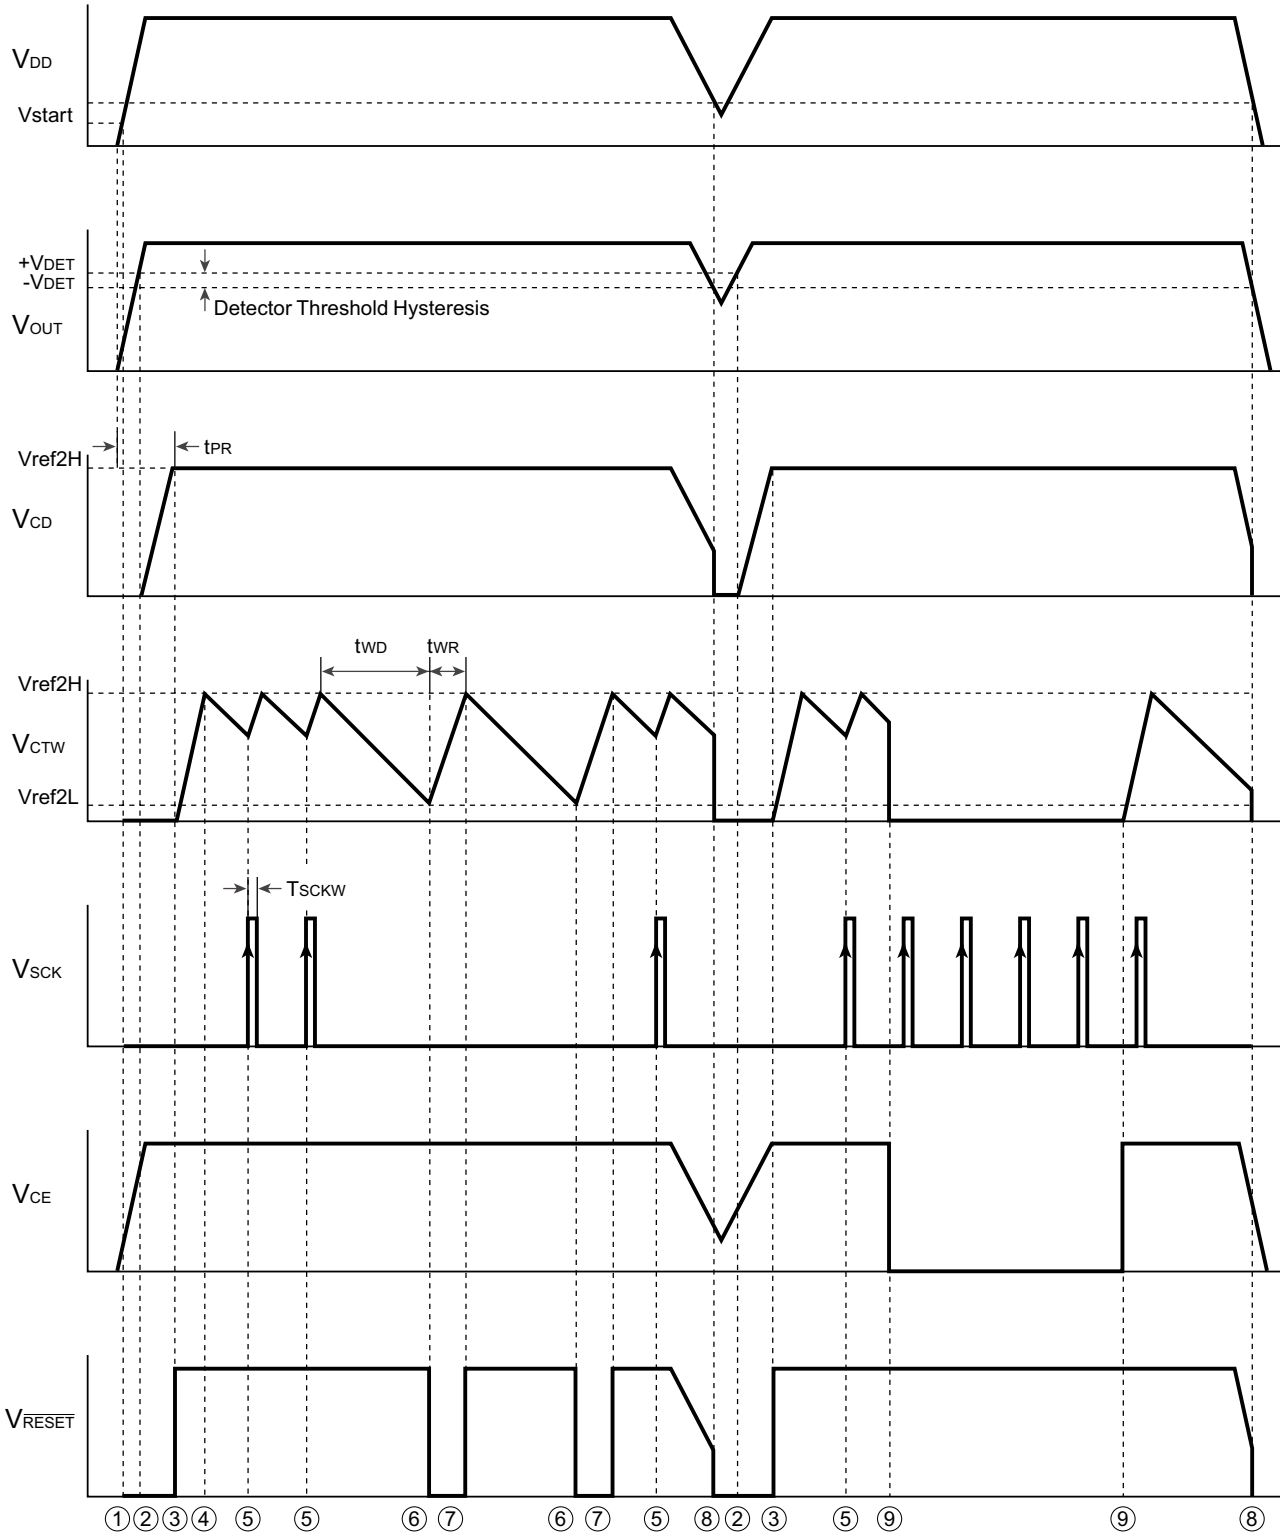 VDD
Vstart
+VDET
-VDET
Detector Threshold Hysteresis
VOUT
tPR
Vref2H
VCD
tWD tWR
Vref2H
VCTW
Vref2L
TSCKW
VSCK
VCE
VRESET
① ② ③ ④ ⑤ ⑤ ⑥ ⑦ ⑥ ⑦ ⑤ ⑧ ② ③ ⑤ ⑨ ⑨ ⑧